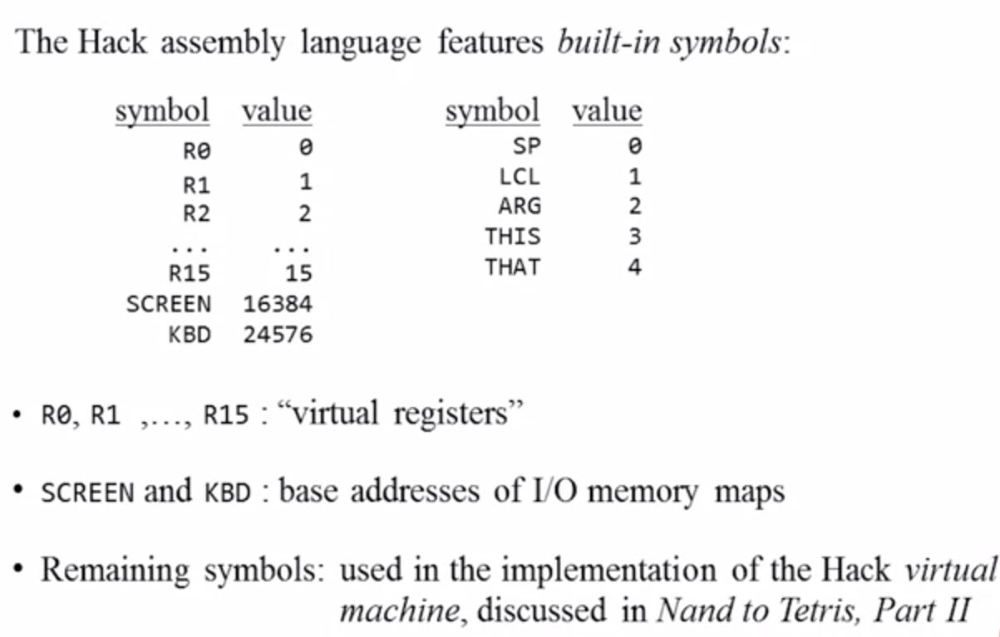 The Hack assembly language features built-in symbols:
symbol value
R0 0
R1 1
R2 2
... ...
R15 15
SCREEN 16384
KBD 24576
symbol value
SP 0
LCL 1
ARG 2
THIS 3
THAT 4
• R0, R1 ,..., R15 : “virtual registers”
• SCREEN and KBD : base addresses of I/O memory maps
• Remaining symbols: used in the implementation of the Hack virtual
machine, discussed in Nand to Tetris, Part II